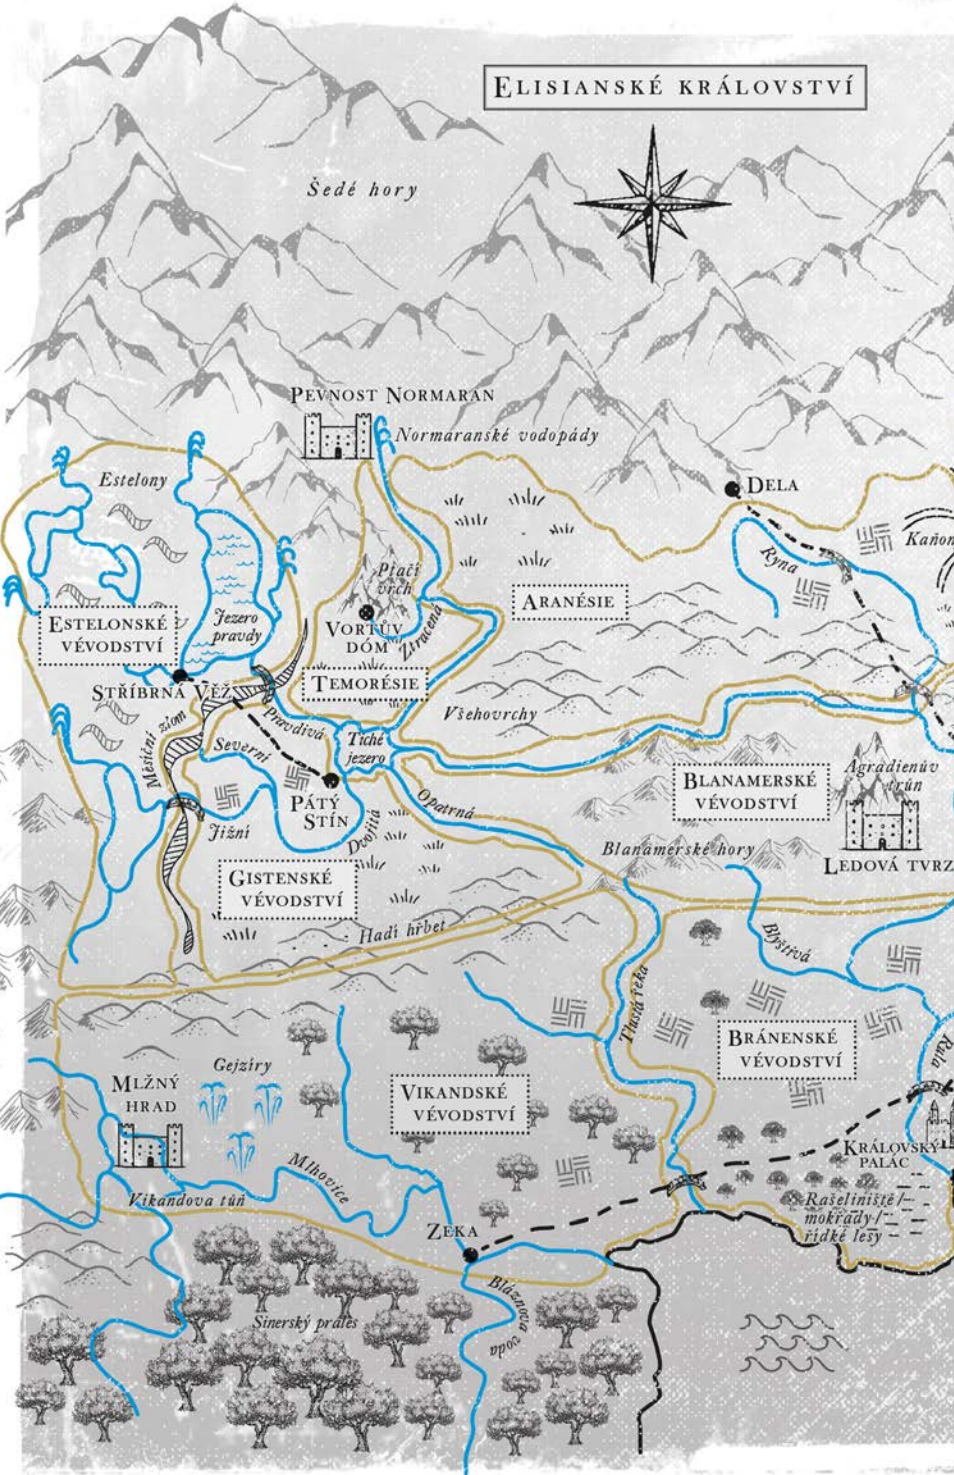 Elisianské království
Šedé hory
Pevnost Normaran
Normaranské vodopády
Estelony
Dela
Kaňon
Ryna
Ptačí
vrch
Aranésie
Estelonské
vévodství
Jezero
pravdy
Vortův
dóm
Ztracená
Stříbrná Věž
Temorésie
Měsíční zlom
Pravdivá
Všehovrchy
Tiché
jezero
Severní
Blanamerské
vévodství
Agradienův
trůn
Pátý
Stín
Opatrná
Jižní
Dvojitá
Blanamerské hory
Ledová tvrz
Gistenské
vévodství
Hadí hřbet
Blýštivá
Tlustá řeka
Bránenské
vévodství
Rula
Gejzíry
Mlžný
hrad
Vikandské
vévodství
Královský
palác
Mlhovice
Vikandova tůň
Rašeliniště/
mokřady/
řídké lesy
Zeka
Bláznova voda
Sinerský prales